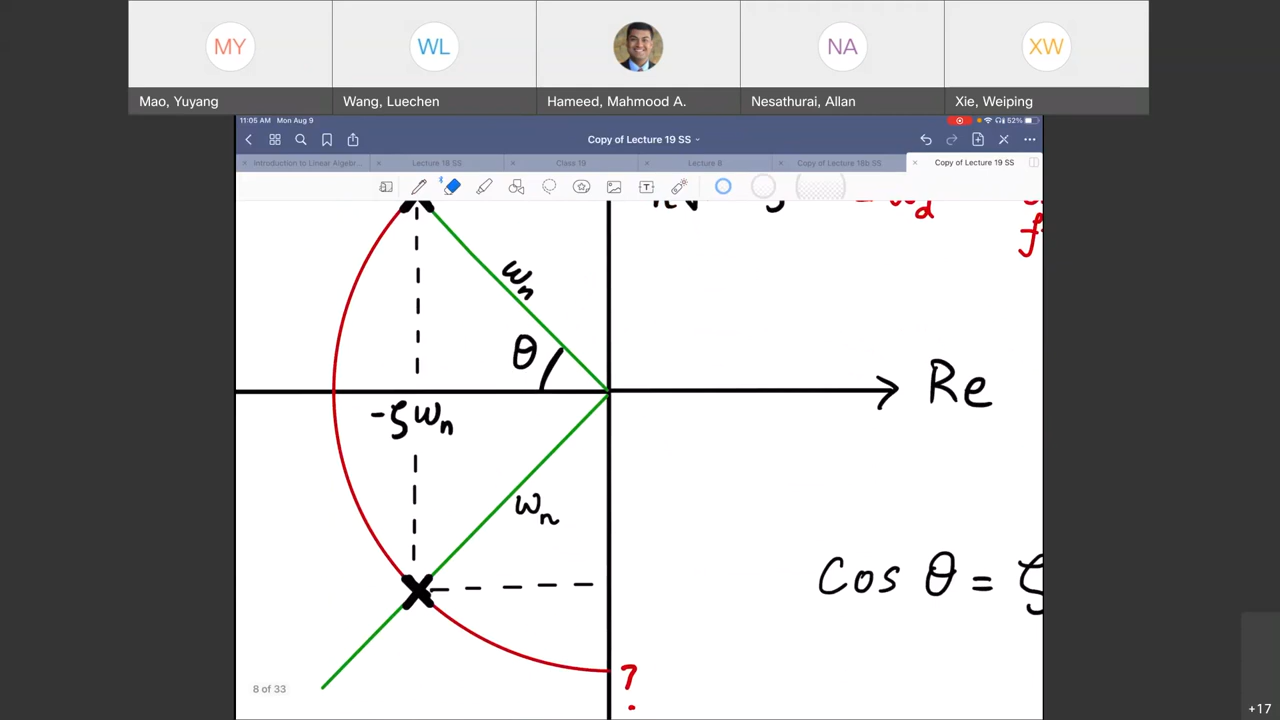 MY WL NA XW
Mao, Yuyang Wang, Luechen Hameed, Mahmood A. Nesathurai, Allan Xie, Weiping
11:05 AM Mon Aug 9 52%
Copy of Lecture 19 SS
Introduction to Linear Algebr... Lecture 18 SS Class 19 Lecture 8 Copy of Lecture 18b SS Copy of Lecture 19 SS
ωn
θ
Re
-ζωn
ωn
Cos θ = ζ
?
8 of 33
+17